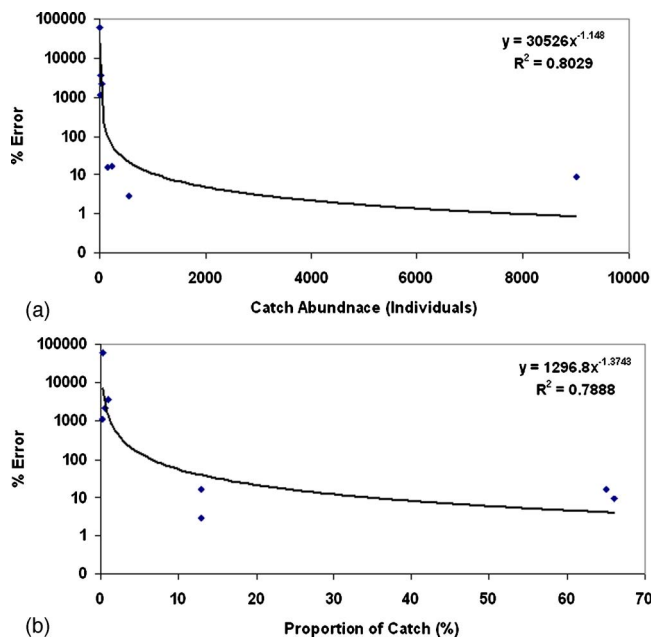 100000
10000
1000
100
10
1
0
% Error
y = 30526x^-1.148
R² = 0.8029
0 2000 4000 6000 8000 10000
(a) Catch Abundnace (Individuals)
100000
10000
1000
100
10
1
0
% Error
y = 1296.8x^-1.3743
R² = 0.7888
0 10 20 30 40 50 60 70
(b) Proportion of Catch (%)